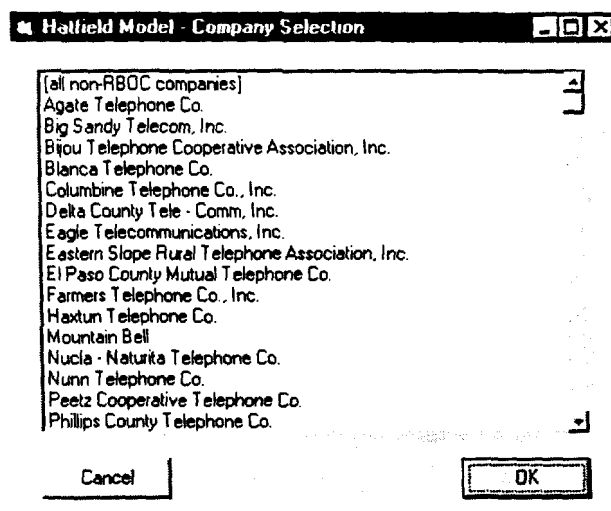 Hatfield Model - Company Selection
(all non-RBOC companies)
Agate Telephone Co.
Big Sandy Telecom, Inc.
Bijou Telephone Cooperative Association, Inc.
Blanca Telephone Co.
Columbine Telephone Co., Inc.
Delta County Tele - Comm, Inc.
Eagle Telecommunications, Inc.
Eastern Slope Rural Telephone Association, Inc.
El Paso County Mutual Telephone Co.
Farmers Telephone Co., Inc.
Haxtun Telephone Co.
Mountain Bell
Nucla - Naturita Telephone Co.
Nunn Telephone Co.
Peetz Cooperative Telephone Co.
Phillips County Telephone Co.
Cancel
OK